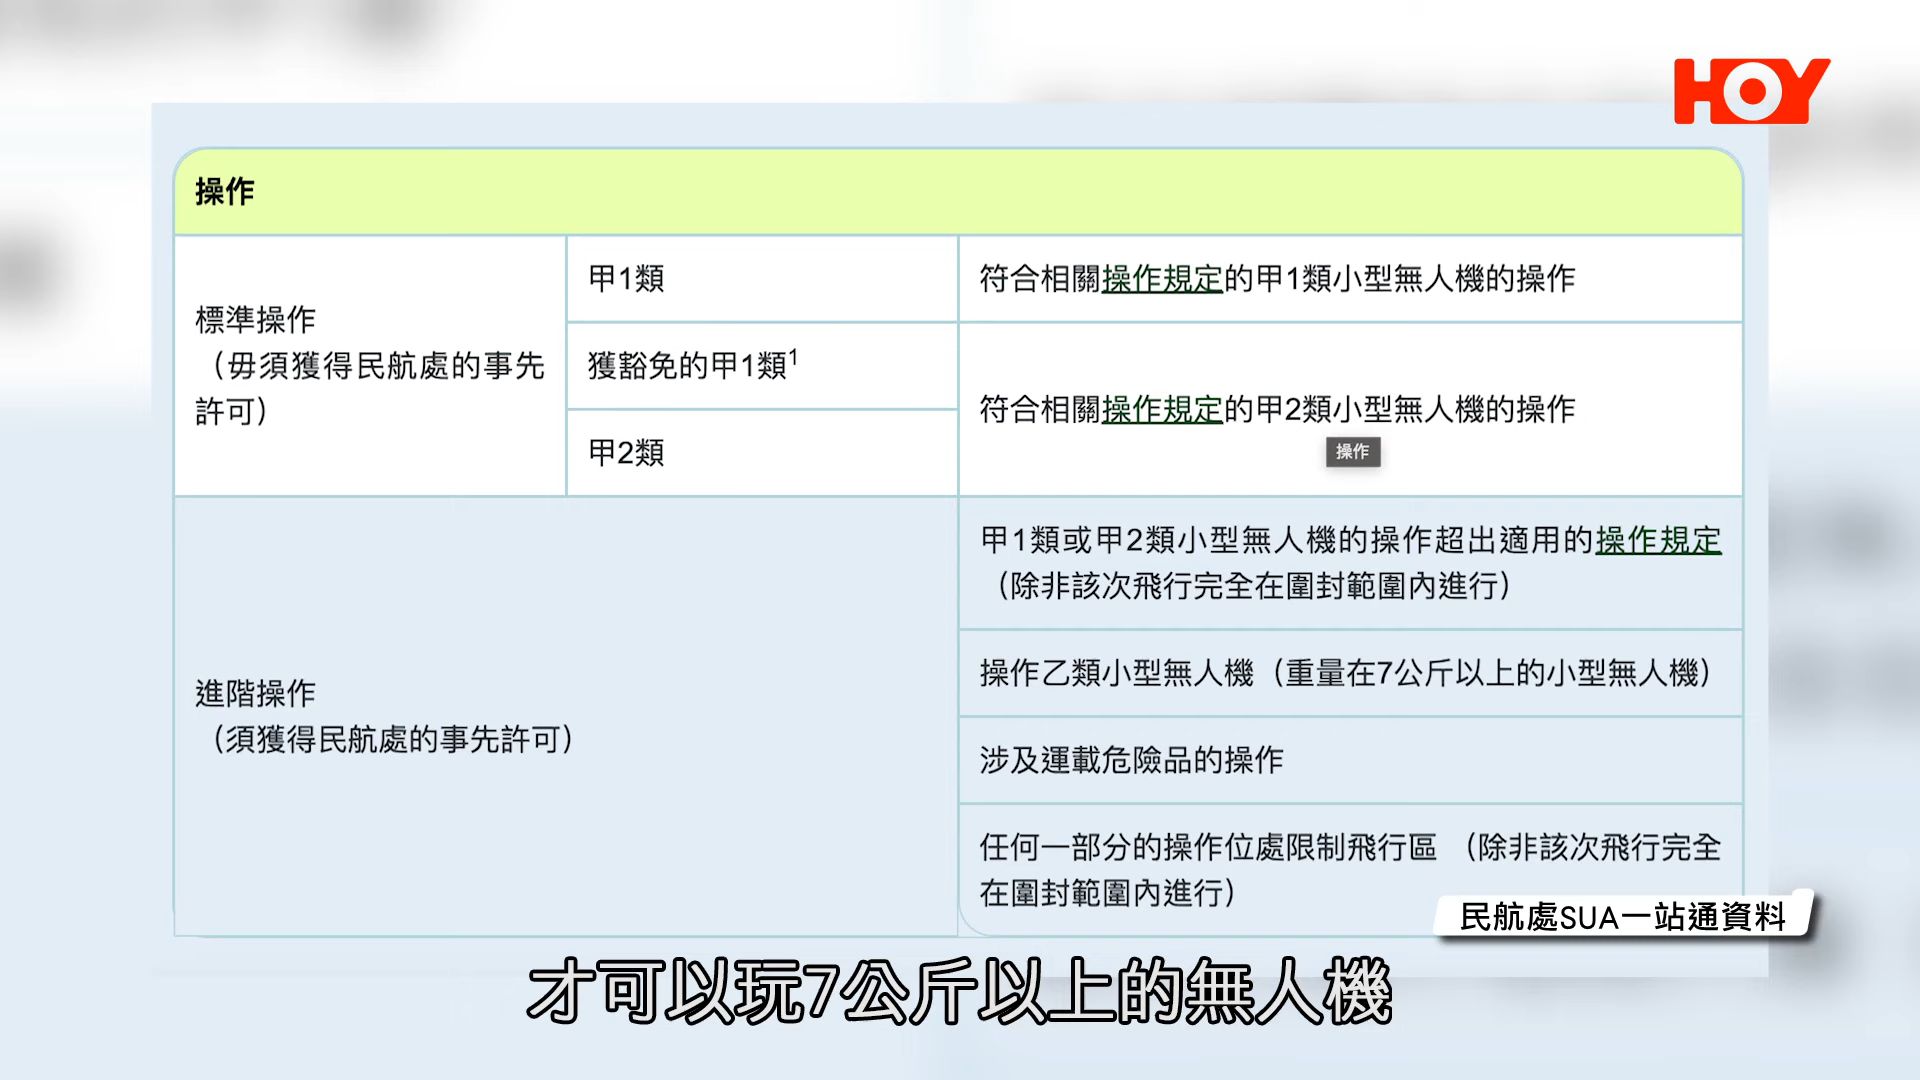 HOY
操作
標準操作
（毋須獲得民航處的事先
許可）
甲1類
符合相關操作規定的甲1類小型無人機的操作
獲豁免的甲1類1
甲2類
符合相關操作規定的甲2類小型無人機的操作
操作
進階操作
（須獲得民航處的事先許可）
甲1類或甲2類小型無人機的操作超出適用的操作規定
（除非該次飛行完全在圍封範圍內進行）
操作乙類小型無人機（重量在7公斤以上的小型無人機）
涉及運載危險品的操作
任何一部分的操作位處限制飛行區 （除非該次飛行完全
在圍封範圍內進行）
民航處SUA一站通資料
才可以玩7公斤以上的無人機